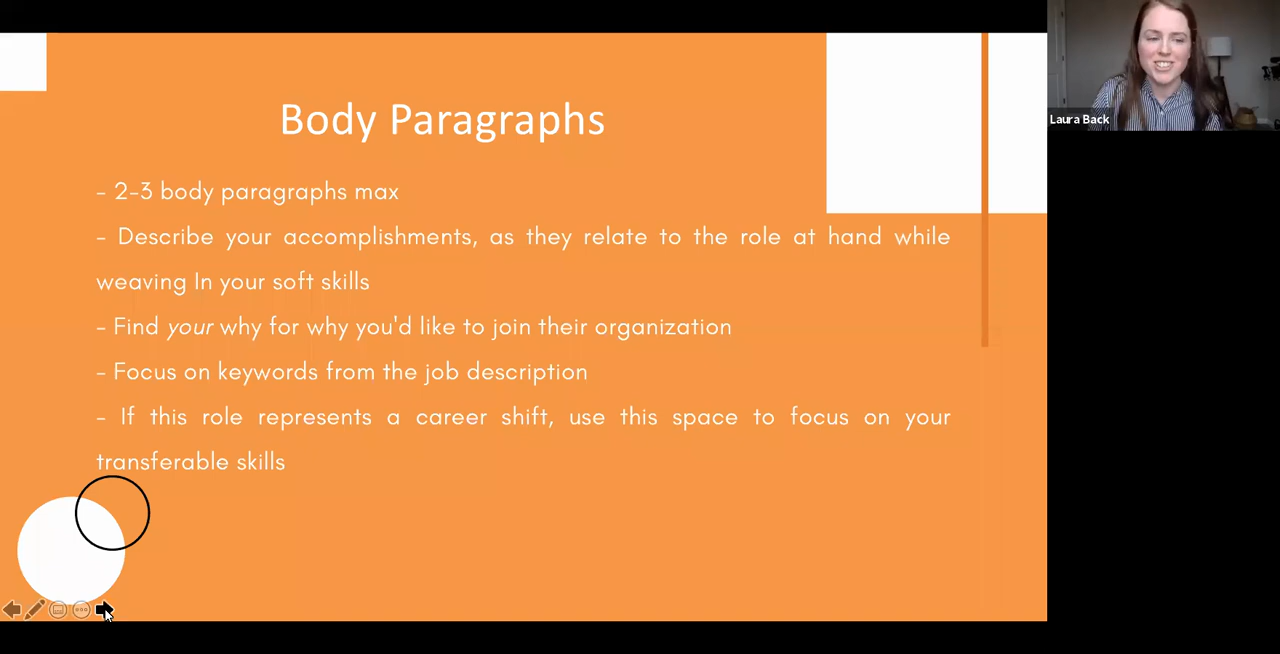 Body Paragraphs
- 2-3 body paragraphs max
- Describe your accomplishments, as they relate to the role at hand while
weaving In your soft skills
- Find your why for why you'd like to join their organization
- Focus on keywords from the job description
- If this role represents a career shift, use this space to focus on your
transferable skills
Laura Back